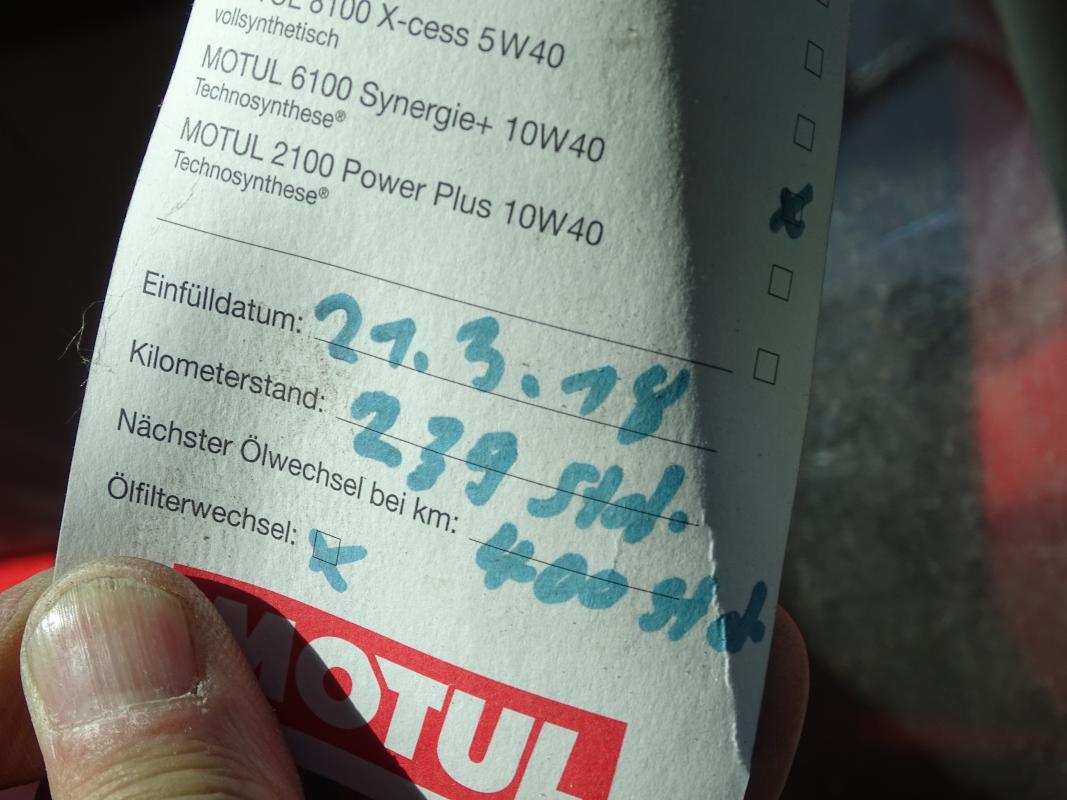 8100 X-cess 5W40
vollsynthetisch
MOTUL 6100 Synergie+ 10W40
Technosynthese®
MOTUL 2100 Power Plus 10W40
Technosynthese®
Einfülldatum: 21.3.18
Kilometerstand: 239 Std.
Nächster Ölwechsel bei km: 400 Std.
Ölfilterwechsel: x
MOTUL